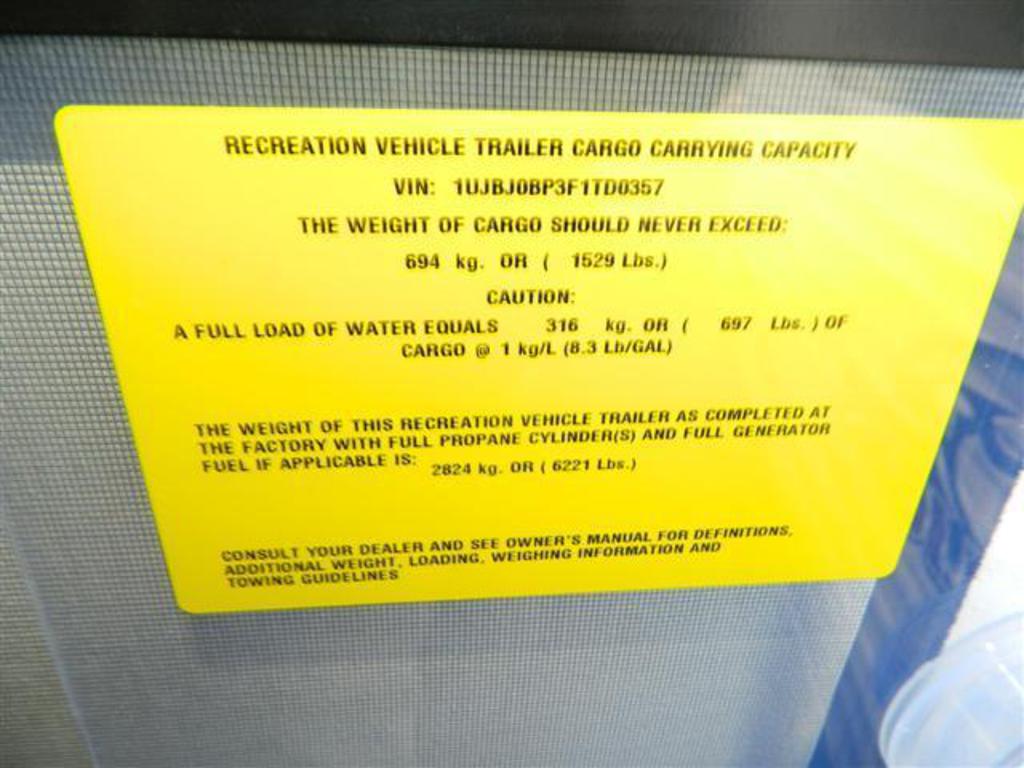 RECREATION VEHICLE TRAILER CARGO CARRYING CAPACITY
VIN: 1UJBJ0BP3F1TD0357
THE WEIGHT OF CARGO SHOULD NEVER EXCEED:
694 kg. OR ( 1529 Lbs.)
CAUTION:
A FULL LOAD OF WATER EQUALS 316 kg. OR ( 697 Lbs. ) OF
CARGO @ 1 kg/L (8.3 Lb/GAL)
THE WEIGHT OF THIS RECREATION VEHICLE TRAILER AS COMPLETED AT
THE FACTORY WITH FULL PROPANE CYLINDER(S) AND FULL GENERATOR
FUEL IF APPLICABLE IS: 2824 kg. OR ( 6221 Lbs.)
CONSULT YOUR DEALER AND SEE OWNER'S MANUAL FOR DEFINITIONS,
ADDITIONAL WEIGHT, LOADING, WEIGHING INFORMATION AND
TOWING GUIDELINES